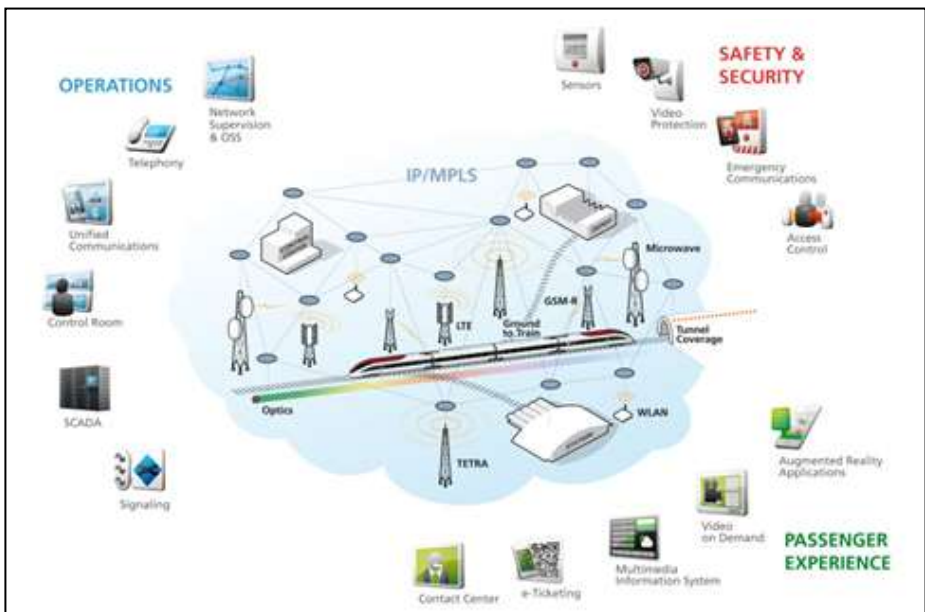 OPERATIONS
Network
Supervision
& OSS
Telephony
Unified
Communications
Control Room
SCADA
Signaling
SAFETY &
SECURITY
Sensors
Video
Protection
Emergency
Communications
Access
Control
IP/MPLS
Microwave
GSM-R
LTE
Ground
to Train
Tunnel
Coverage
Optics
WLAN
TETRA
Augmented Reality
Applications
Video
on Demand
PASSENGER
EXPERIENCE
Multimedia
Information System
e-Ticketing
Contact Center